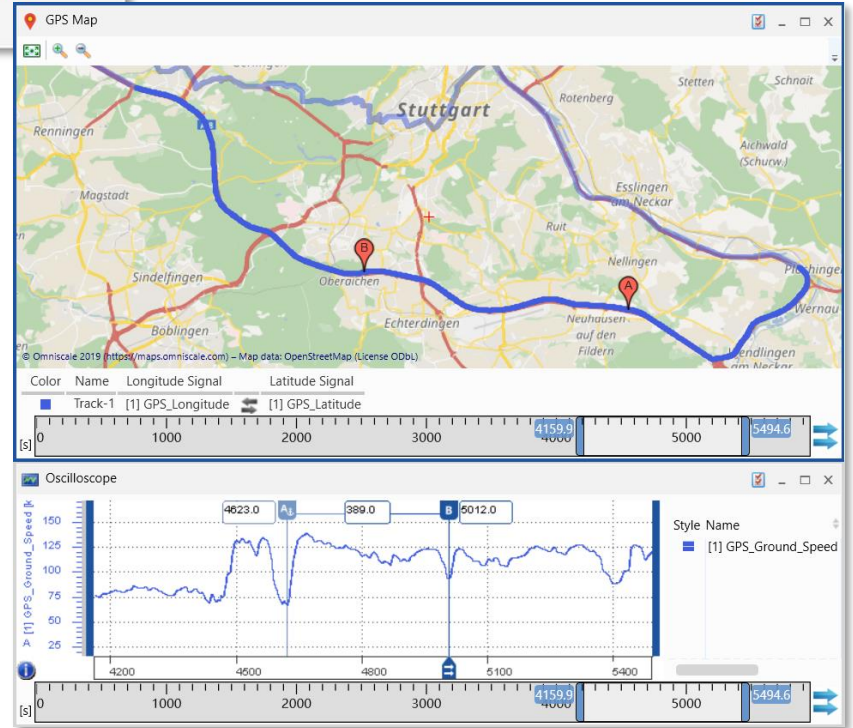 GPS Map
Stuttgart
Rotenberg
Stetten
Schnait
Renningen
Aichwald
(Schurw.)
Magstadt
Esslingen
am Neckar
Ruit
Nellingen
B
A
Sindelfingen
Oberaichen
Wernau
Echterdingen
Neuhausen
auf den
Fildern
Böblingen
Wendlingen
am Neckar
© Omniscale 2019 (https://maps.omniscale.com) – Map data: OpenStreetMap (License ODbL)
Color Name Longitude Signal Latitude Signal
Track-1 [1] GPS_Longitude [1] GPS_Latitude
4159.9 5494.6
[s] 0 1000 2000 3000 4000 5000
Oscilloscope
4623.0 A 389.0 B 5012.0
Style Name
[1] GPS_Ground_Speed
A [1] GPS_Ground_Speed [k
150
125
100
75
50
25
4200 4500 4800 5100 5400
4159.9 5494.6
[s] 0 1000 2000 3000 4000 5000